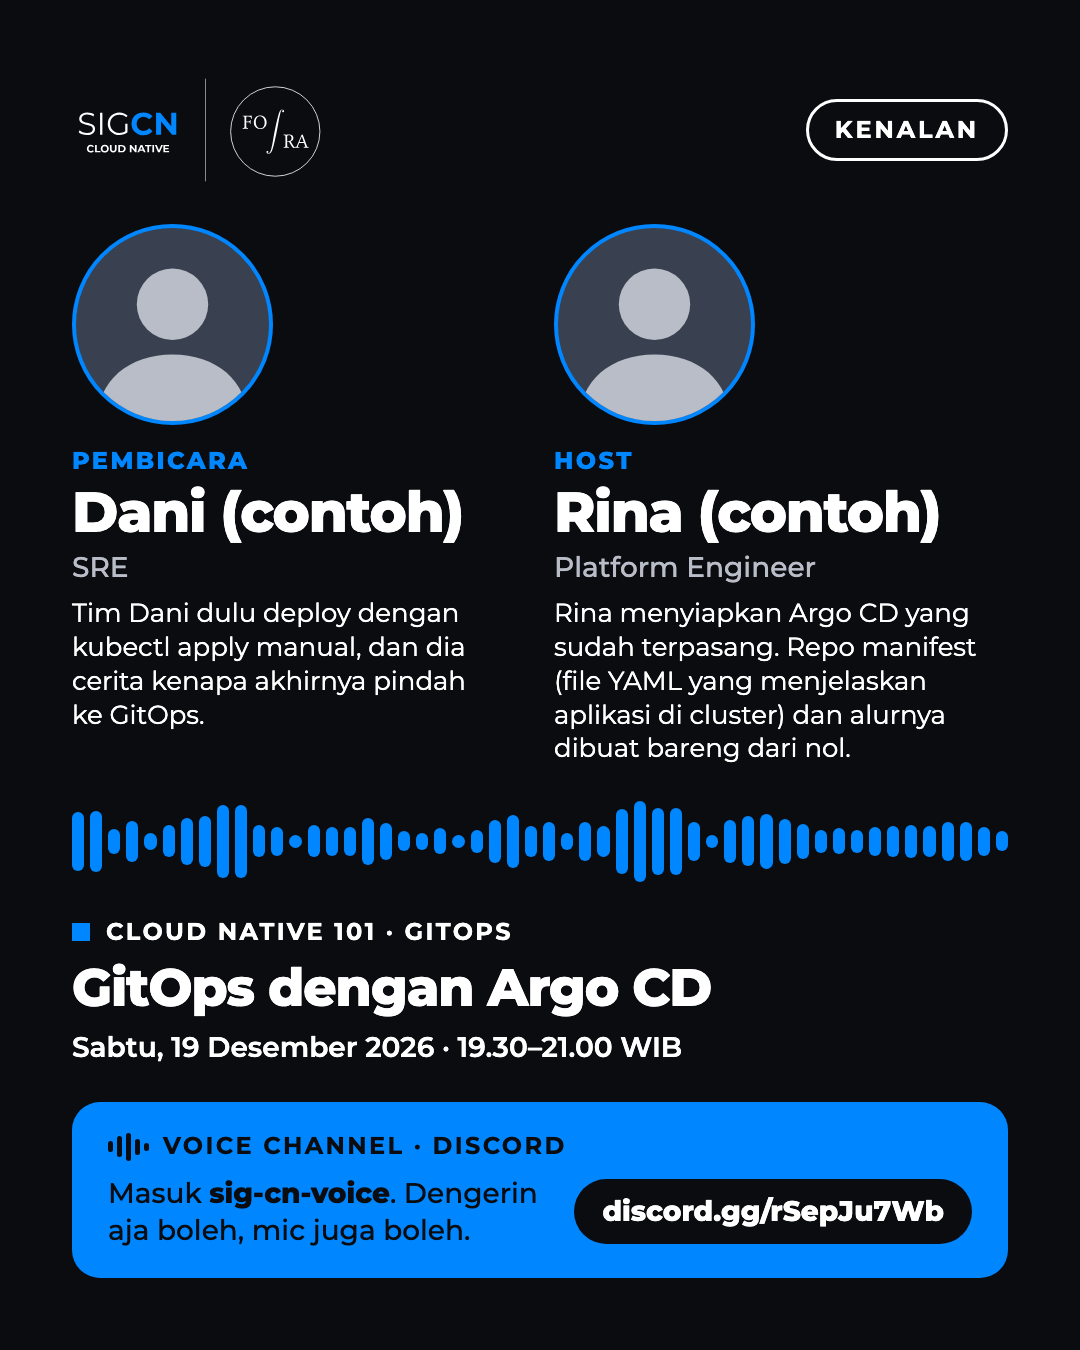 SIGCN
CLOUD NATIVE
FO
RA
KENALAN
PEMBICARA
Dani (contoh)
SRE
Tim Dani dulu deploy dengan
kubectl apply manual, dan dia
cerita kenapa akhirnya pindah
ke GitOps.
HOST
Rina (contoh)
Platform Engineer
Rina menyiapkan Argo CD yang
sudah terpasang. Repo manifest
(file YAML yang menjelaskan
aplikasi di cluster) dan alurnya
dibuat bareng dari nol.
CLOUD NATIVE 101 · GITOPS
GitOps dengan Argo CD
Sabtu, 19 Desember 2026 · 19.30–21.00 WIB
VOICE CHANNEL · DISCORD
Masuk sig-cn-voice. Dengerin
aja boleh, mic juga boleh.
discord.gg/rSepJu7Wb